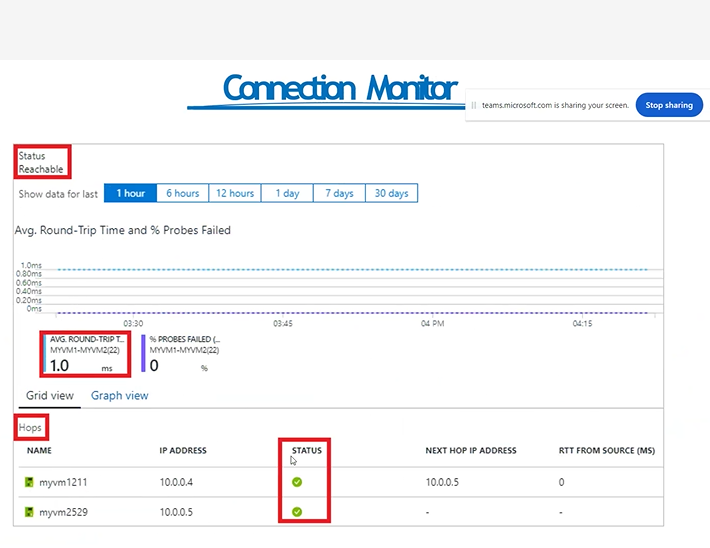 Connection Monitor
teams.microsoft.com is sharing your screen.
Stop sharing
Status
Reachable
Show data for last
1 hour
6 hours
12 hours
1 day
7 days
30 days
Avg. Round-Trip Time and % Probes Failed
1.0ms
0.80ms
0.60ms
0.40ms
0.20ms
0ms
03:30
03:45
04 PM
04:15
AVG. ROUND-TRIP T...
MYVM1-MYVM2(22)
1.0 ms
% PROBES FAILED (...
MYVM1-MYVM2(22)
0 %
Grid view
Graph view
Hops
NAME IP ADDRESS STATUS NEXT HOP IP ADDRESS RTT FROM SOURCE (MS)
myvm1211 10.0.0.4 10.0.0.5 0
myvm2529 10.0.0.5 - -